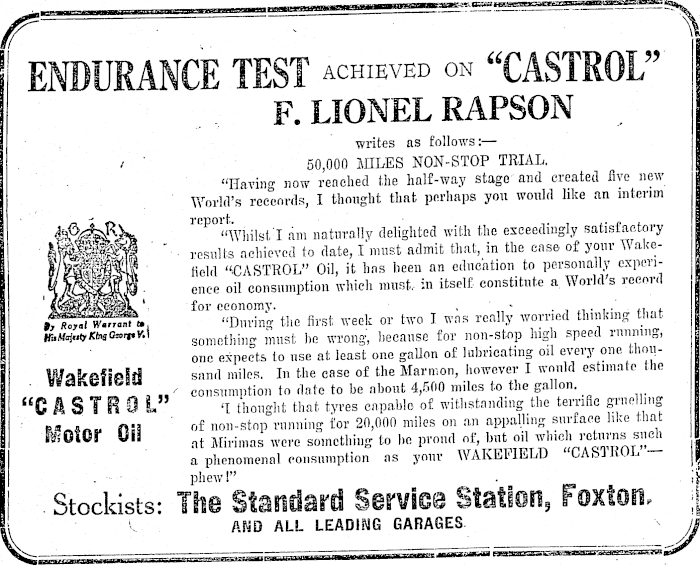 ENDURANCE TEST ACHIEVED ON "CASTROL"
F. LIONEL RAPSON
writes as follows:—
50,000 MILES NON-STOP TRIAL.
"Having now reached the half-way stage and created five new
World's receords, I thought that perhaps you would like an interim
report.
"Whilst I am naturally delighted with the exceedingly satisfactory
results achieved to date, I must admit that, in the case of your Wake-
field "CASTROL" Oil, it has been an education to personally experi-
ence oil consumption which must, in itself constitute a World's record
for economy.
"During the first week or two I was really worried thinking that
something must be wrong, because for non-stop high speed running,
one expects to use at least one gallon of lubricating oil every one thou-
sand miles. In the case of the Marmon, however I would estimate the
consumption to date to be about 4,500 miles to the gallon.
'I thought that tyres capable of withstanding the terrific gruelling
of non-stop running for 20,000 miles on an appalling surface like that
at Mirimas were something to be proud of, but oil which returns such
a phenomenal consumption as your WAKEFIELD "CASTROL"—
phew!"
G R
By Royal Warrant to
His Majesty King George V.
Wakefield
"CASTROL"
Motor Oil
Stockists: The Standard Service Station, Foxton.
AND ALL LEADING GARAGES.